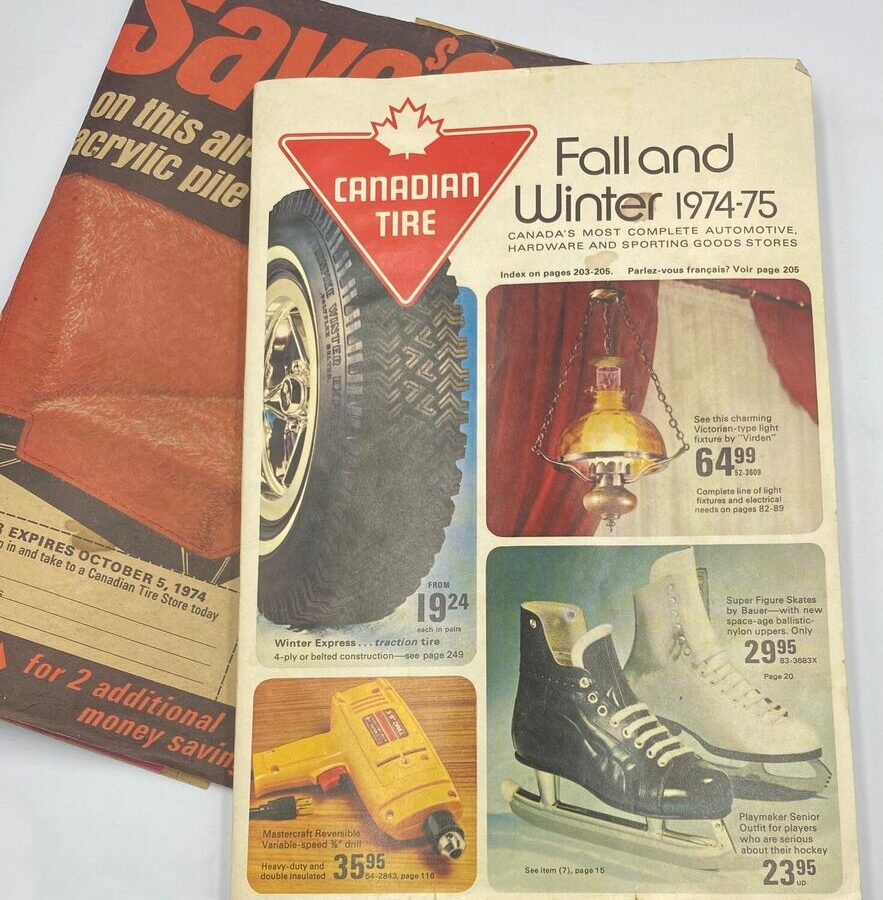 Save
on this all-
acrylic pile
EXPIRES OCTOBER 5, 1974
in and take to a Canadian Tire Store today
for 2 additional
money saving
CANADIAN
TIRE
Fall and
Winter 1974-75
CANADA'S MOST COMPLETE AUTOMOTIVE,
HARDWARE AND SPORTING GOODS STORES
Index on pages 203-205. Parlez-vous français? Voir page 205
WINTER
FROM
19.24
each in pairs
Winter Express...traction tire
4-ply or belted construction—see page 249
See this charming
Victorian-type light
fixture by "Virden"
64.99
52-3609
Complete line of light
fixtures and electrical
needs on pages 82-89
Super Figure Skates
by Bauer—with new
space-age ballistic-
nylon uppers. Only
29.95
83-3683X
Page 20
Playmaker Senior
Outfit for players
who are serious
about their hockey
23.95 up
See item (7), page 15
Mastercraft Reversible
Variable-speed ⅜" drill
Heavy-duty and
double insulated
35.95
54-2843, page 116